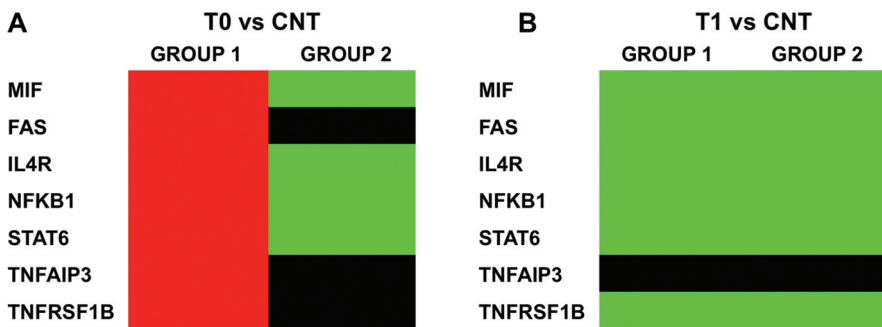 A
T0 vs CNT
GROUP 1 GROUP 2
MIF
FAS
IL4R
NFKB1
STAT6
TNFAIP3
TNFRSF1B
B
T1 vs CNT
GROUP 1 GROUP 2
MIF
FAS
IL4R
NFKB1
STAT6
TNFAIP3
TNFRSF1B